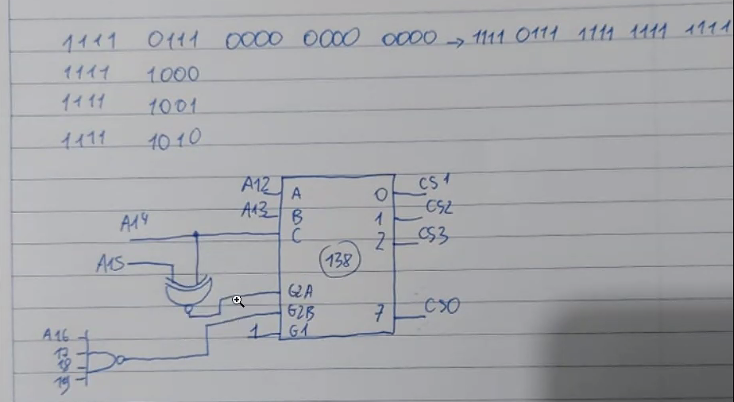 1111 0111 0000 0000 0000 → 1111 0111 1111 1111 1111
1111 1000
1111 1001
1111 1010
A12 A 0 CS1
A13 B 1 CS2
A14 C 2 CS3
A15 138
G2A
G2B 7 CS0
1 G1
A16
17
18
19